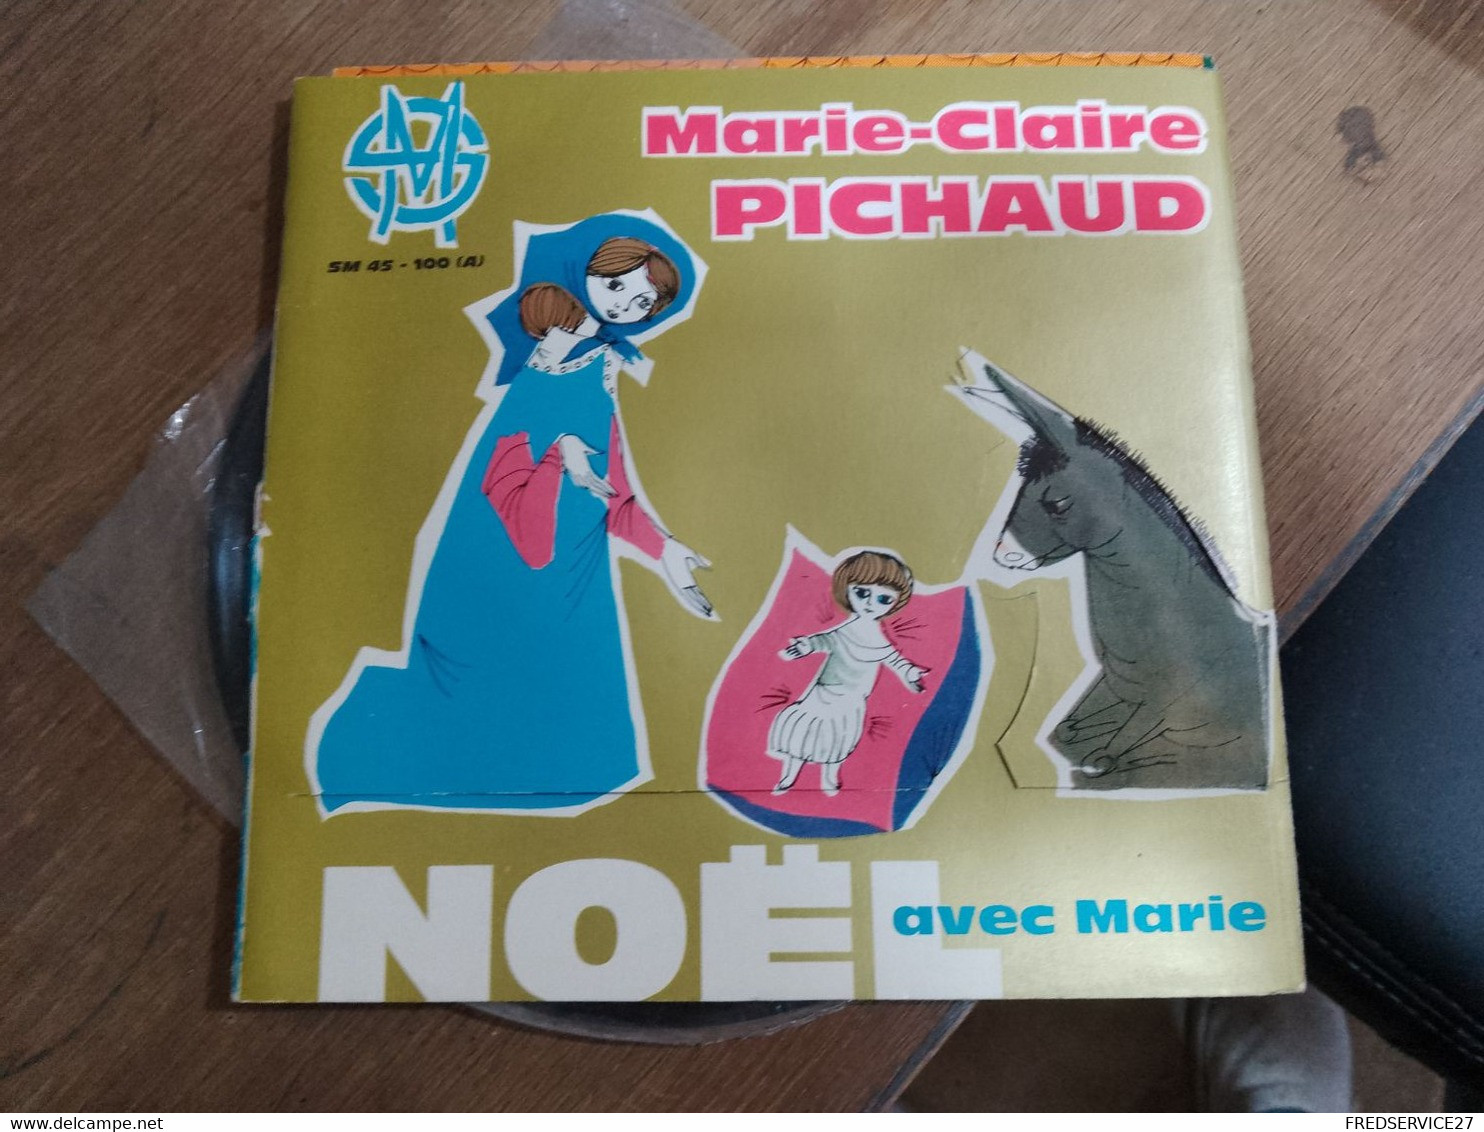 SM
Marie-Claire
PICHAUD
SM 45 - 100 (A)
NOËL
avec Marie
FREDSERVICE27